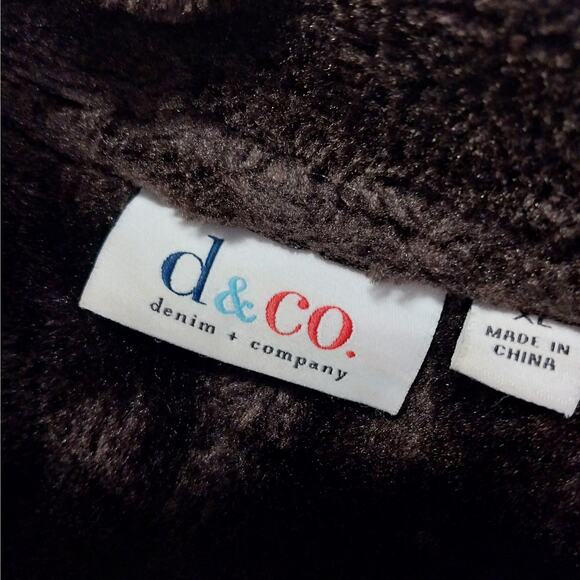 d&co.
denim + company
XL
MADE IN
CHINA